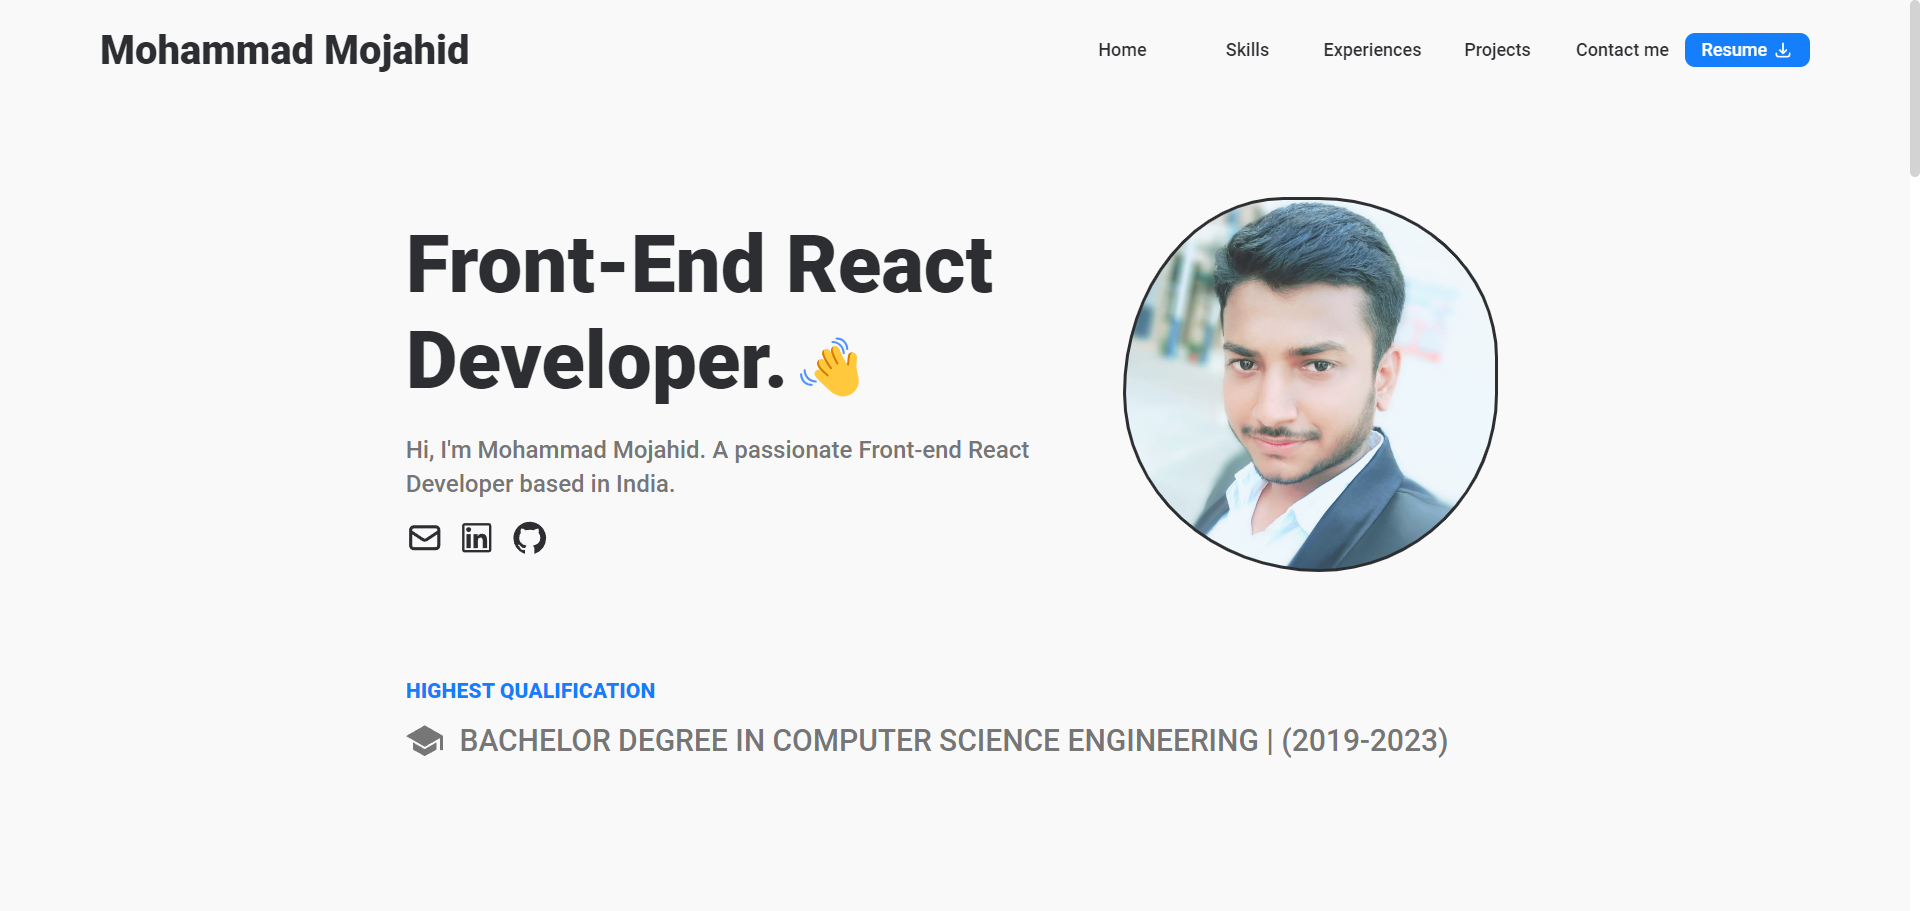 Mohammad Mojahid
Home Skills Experiences Projects Contact me Resume
Front-End React
Developer.
Hi, I'm Mohammad Mojahid. A passionate Front-end React
Developer based in India.
in
HIGHEST QUALIFICATION
BACHELOR DEGREE IN COMPUTER SCIENCE ENGINEERING | (2019-2023)